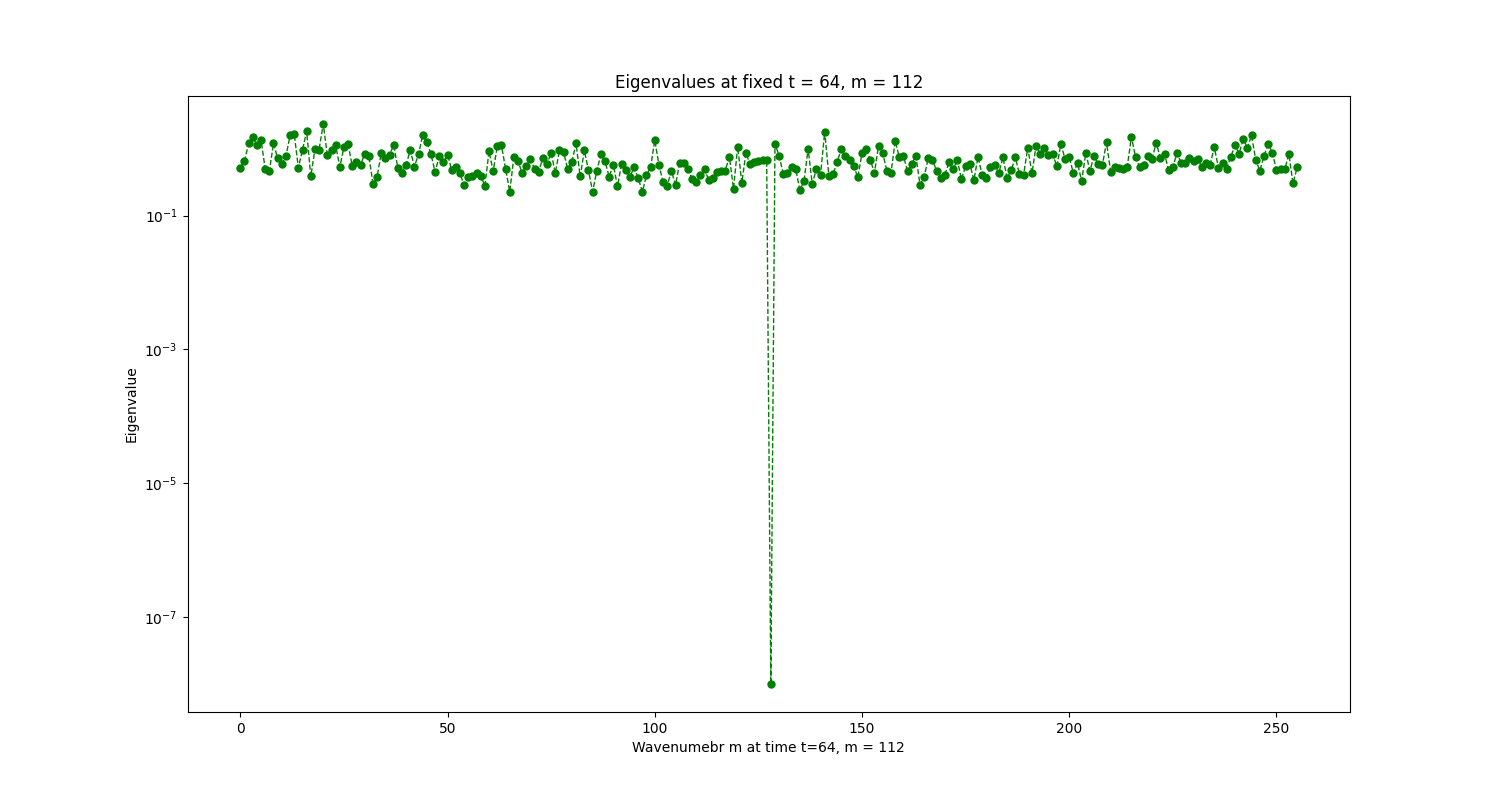 Eigenvalues at fixed t = 64, m = 112
Eigenvalue
10⁻¹
10⁻³
10⁻⁵
10⁻⁷
0 50 100 150 200 250
Wavenumebr m at time t=64, m = 112